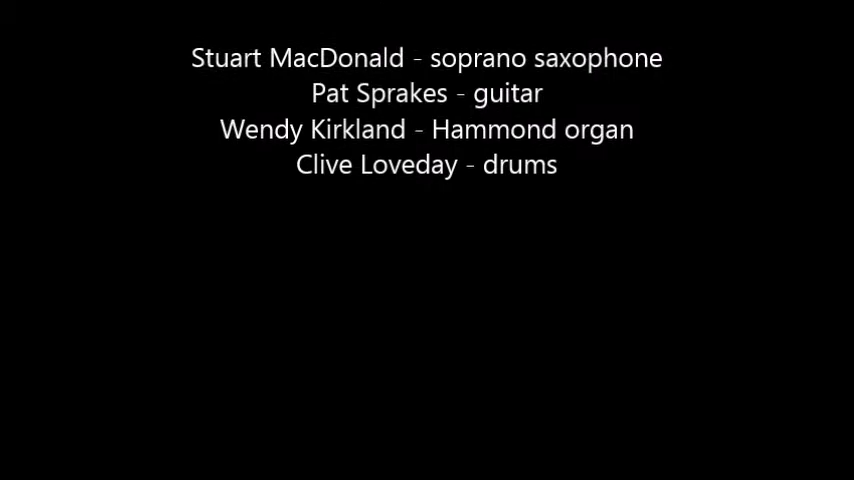 Stuart MacDonald - soprano saxophone
Pat Sprakes - guitar
Wendy Kirkland - Hammond organ
Clive Loveday - drums